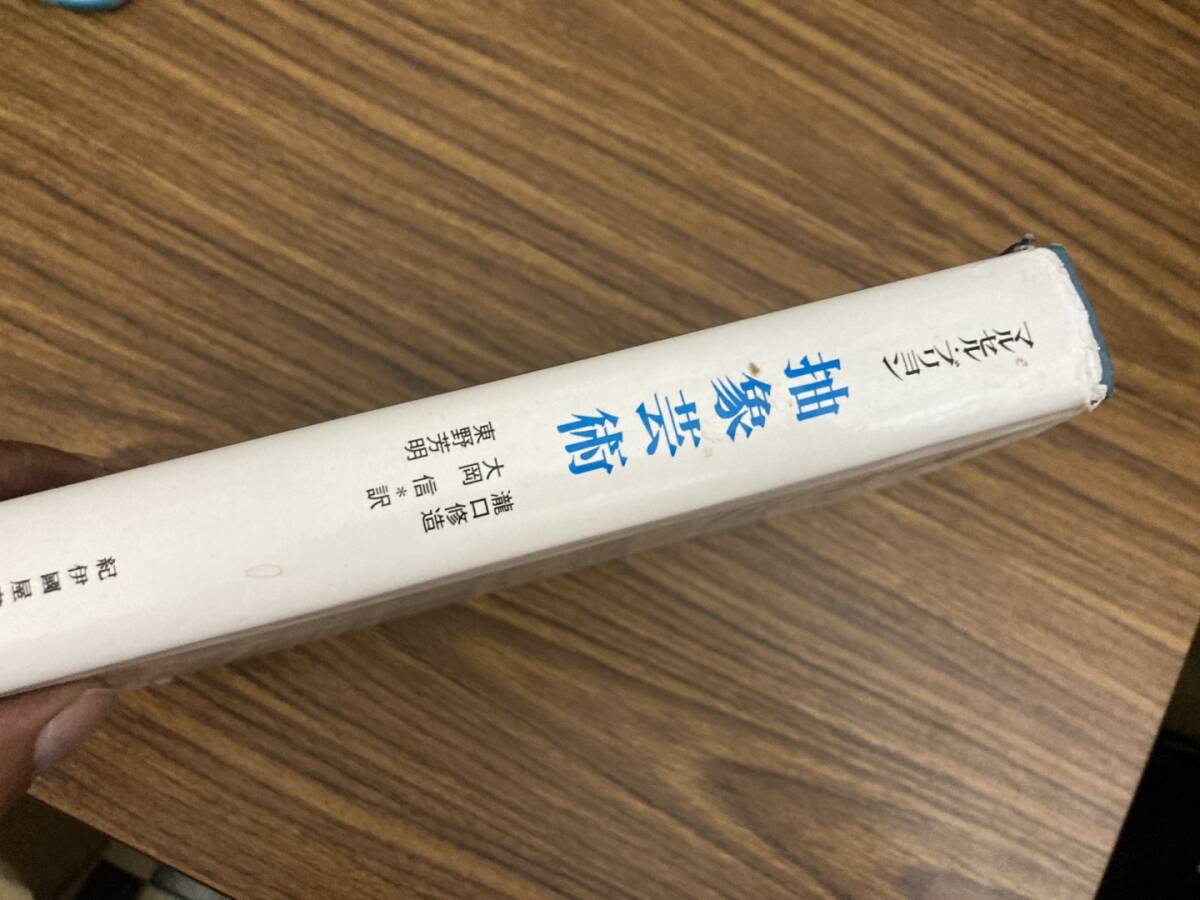 マルセル・ブリヨン
抽象芸術
瀧口修造
大岡 信*訳
東野芳明
紀伊國屋